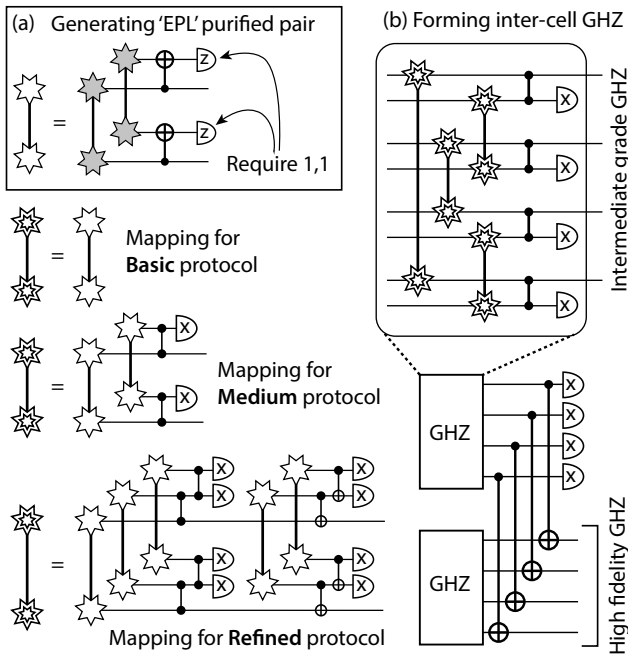 (a) Generating 'EPL' purified pair
=
Z
Z
Require 1,1
=
Mapping for
Basic protocol
=
X
X
Mapping for
Medium protocol
=
X
X
X
X
X
X
X
X
Mapping for Refined protocol
(b) Forming inter-cell GHZ
X
X
X
X
Intermediate grade GHZ
GHZ
X
X
X
X
GHZ
High fidelity GHZ